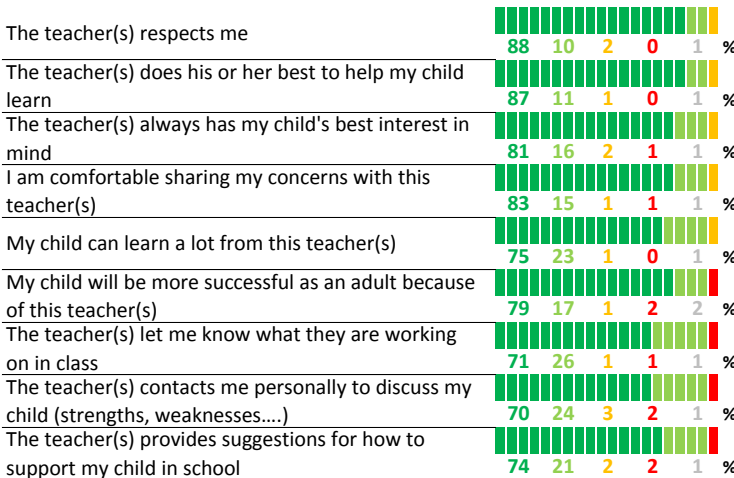 The teacher(s) respects me
88 10 2 0 1 %
The teacher(s) does his or her best to help my child
learn
87 11 1 0 1 %
The teacher(s) always has my child's best interest in
mind
81 16 2 1 1 %
I am comfortable sharing my concerns with this
teacher(s)
83 15 1 1 1 %
My child can learn a lot from this teacher(s)
75 23 1 0 1 %
My child will be more successful as an adult because
of this teacher(s)
79 17 1 2 2 %
The teacher(s) let me know what they are working
on in class
71 26 1 1 1 %
The teacher(s) contacts me personally to discuss my
child (strengths, weaknesses....)
70 24 3 2 1 %
The teacher(s) provides suggestions for how to
support my child in school
74 21 2 2 1 %